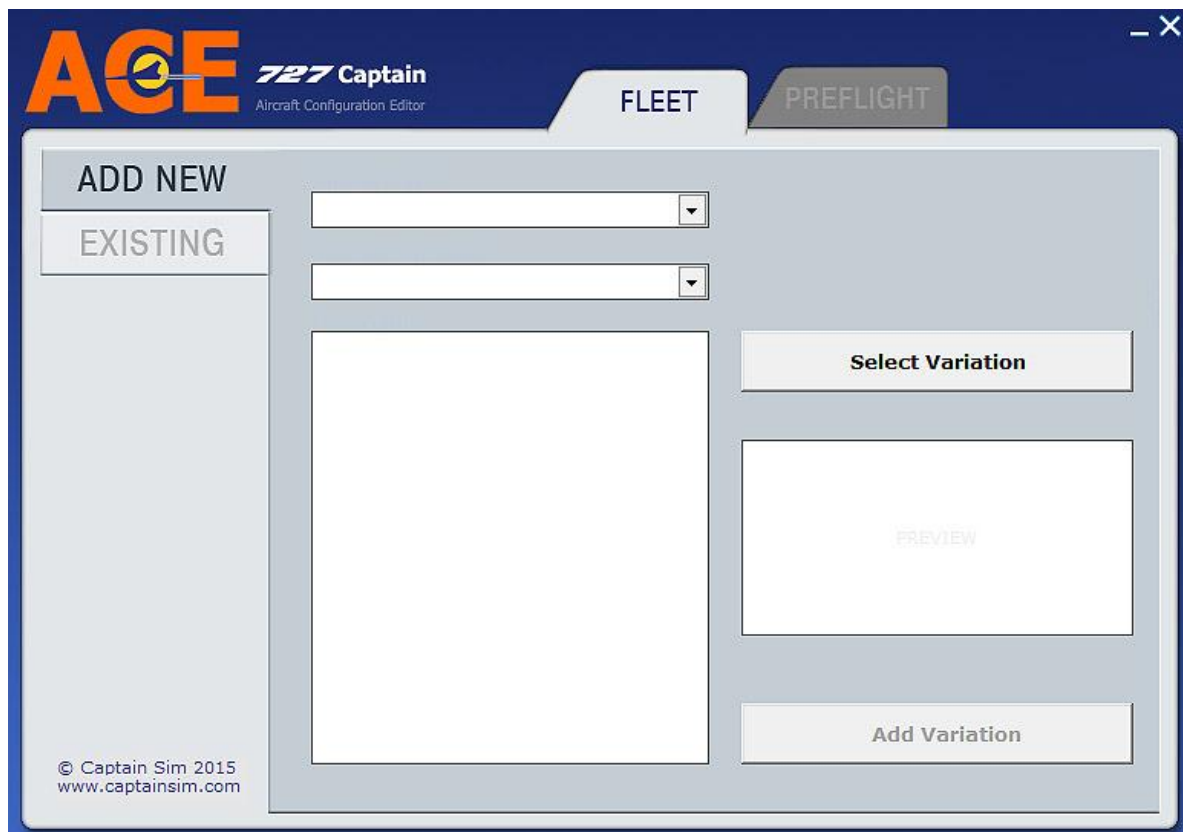 ACE
727 Captain
Aircraft Configuration Editor
FLEET
PREFLIGHT
ADD NEW
EXISTING
Select Variation
PREVIEW
Add Variation
© Captain Sim 2015
www.captainsim.com